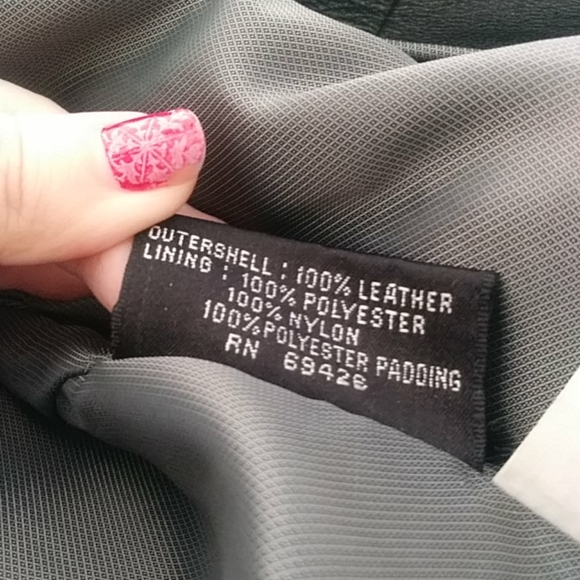 OUTERSHELL : 100% LEATHER
LINING : 100% POLYESTER
100% NYLON
100% POLYESTER PADDING
RN 69426